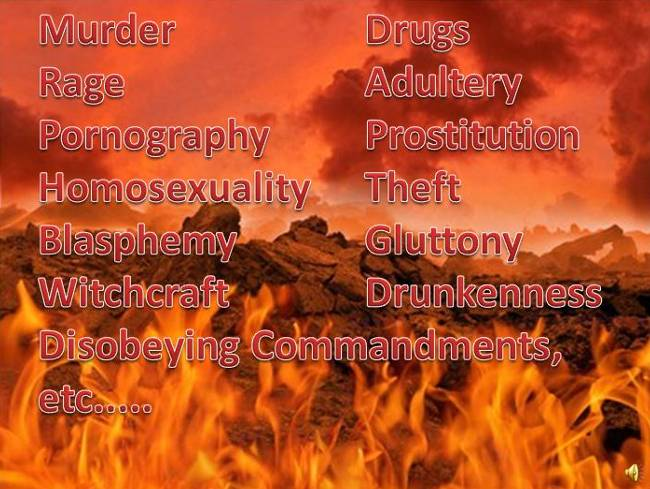 Murder Drugs
Rage Adultery
Pornography Prostitution
Homosexuality Theft
Blasphemy Gluttony
Witchcraft Drunkenness
Disobeying Commandments,
etc.....